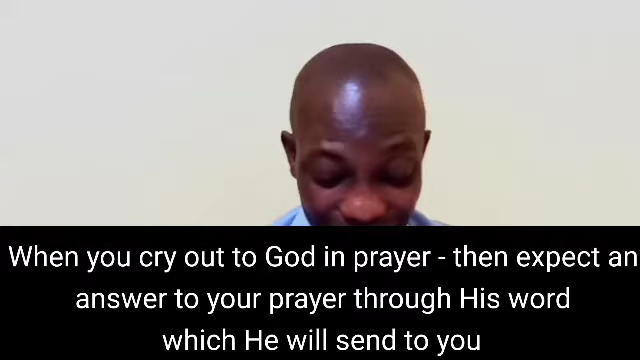 When you cry out to God in prayer - then expect an
answer to your prayer through His word
which He will send to you